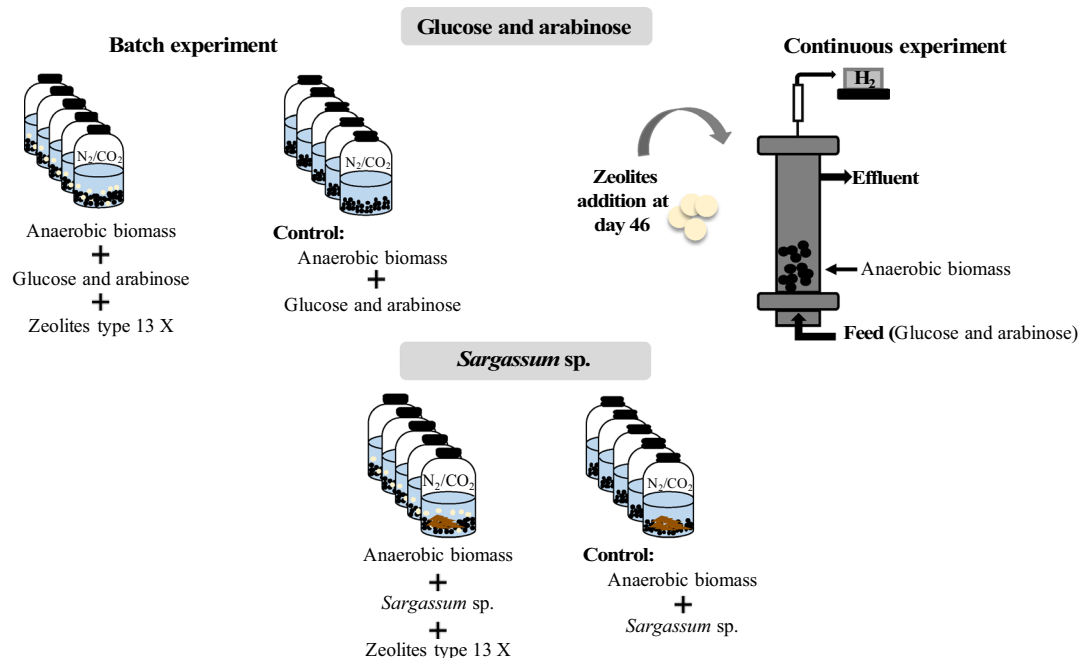 Glucose and arabinose
Batch experiment
N2/CO2
Anaerobic biomass
+
Glucose and arabinose
+
Zeolites type 13 X
N2/CO2
Control:
Anaerobic biomass
+
Glucose and arabinose
Continuous experiment
H2
Zeolites
addition at
day 46
Effluent
Anaerobic biomass
Feed (Glucose and arabinose)
Sargassum sp.
N2/CO2
Anaerobic biomass
+
Sargassum sp.
+
Zeolites type 13 X
N2/CO2
Control:
Anaerobic biomass
+
Sargassum sp.